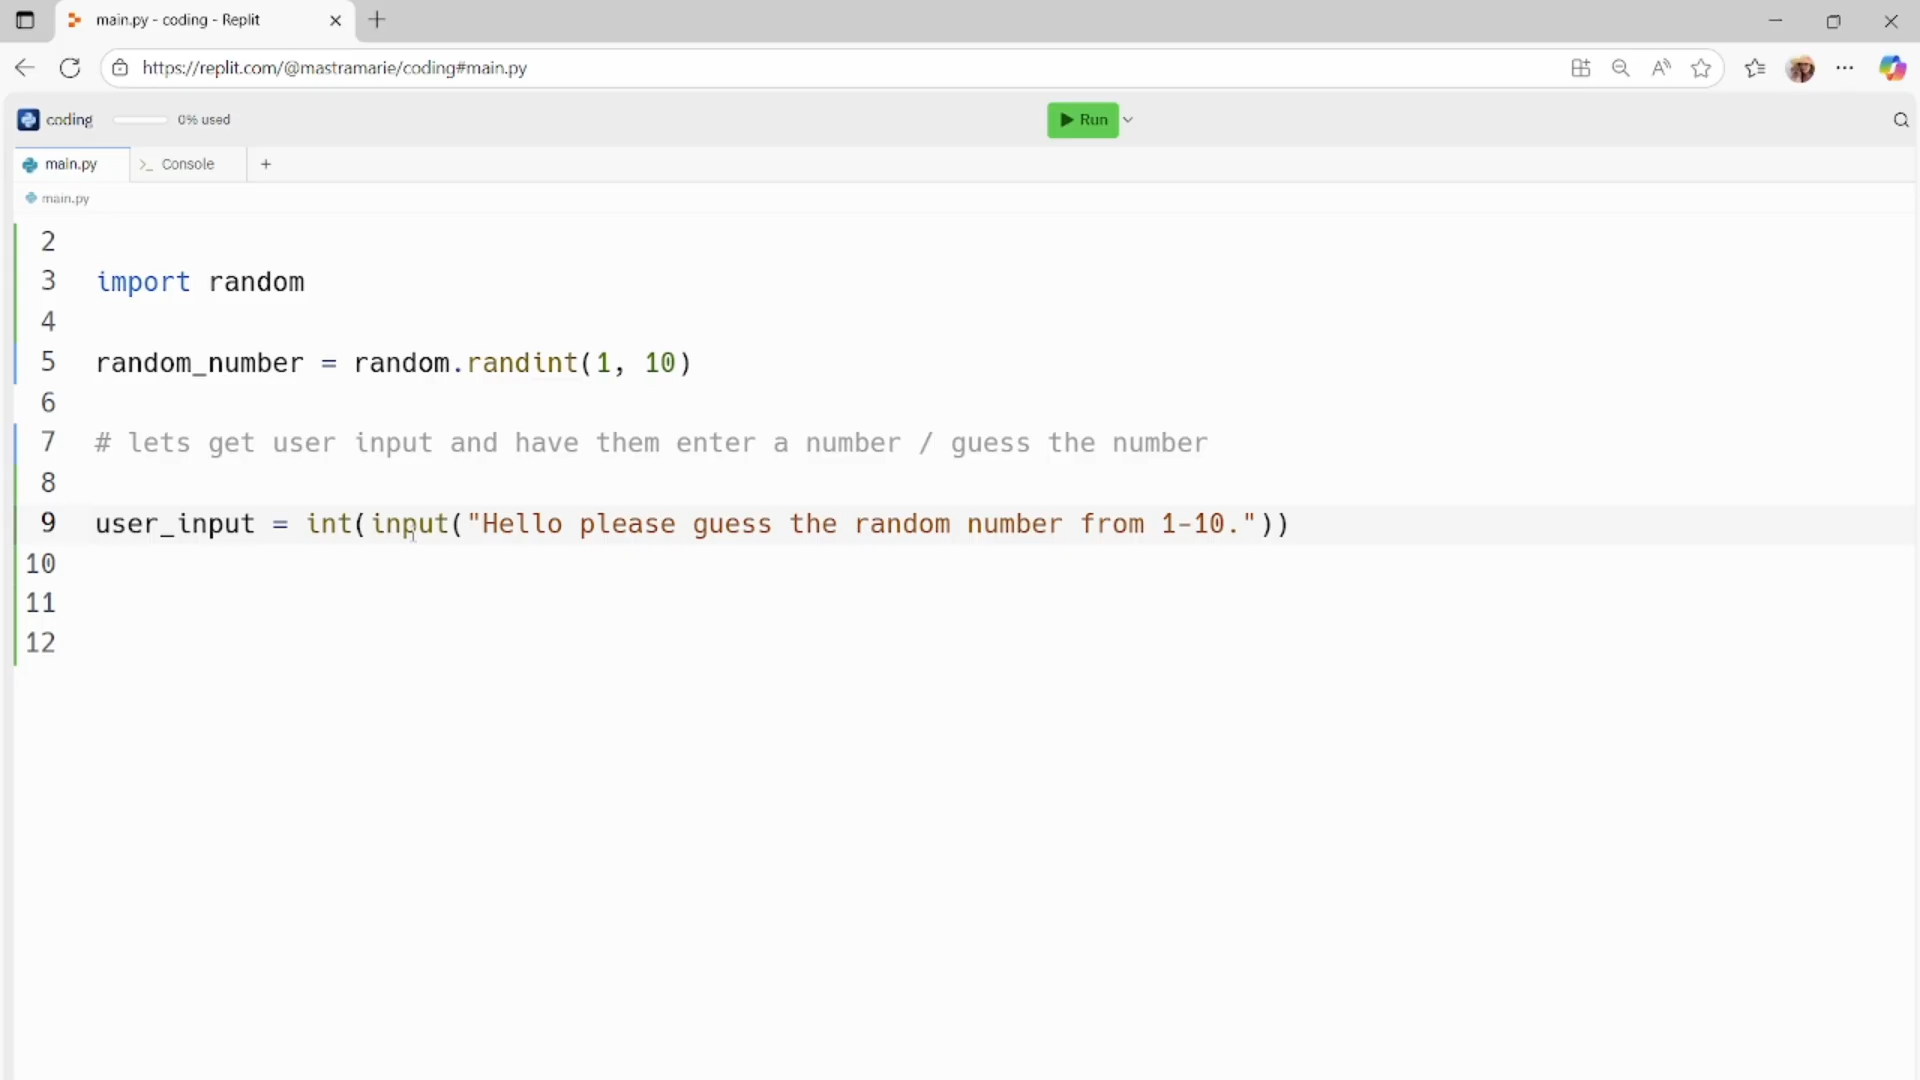 main.py - coding - Replit
https://replit.com/@mastramarie/coding#main.py
coding 0% used Run
main.py Console
main.py
2
3 import random
4
5 random_number = random.randint(1, 10)
6
7 # lets get user input and have them enter a number / guess the number
8
9 user_input = int(input("Hello please guess the random number from 1-10."))
10
11
12